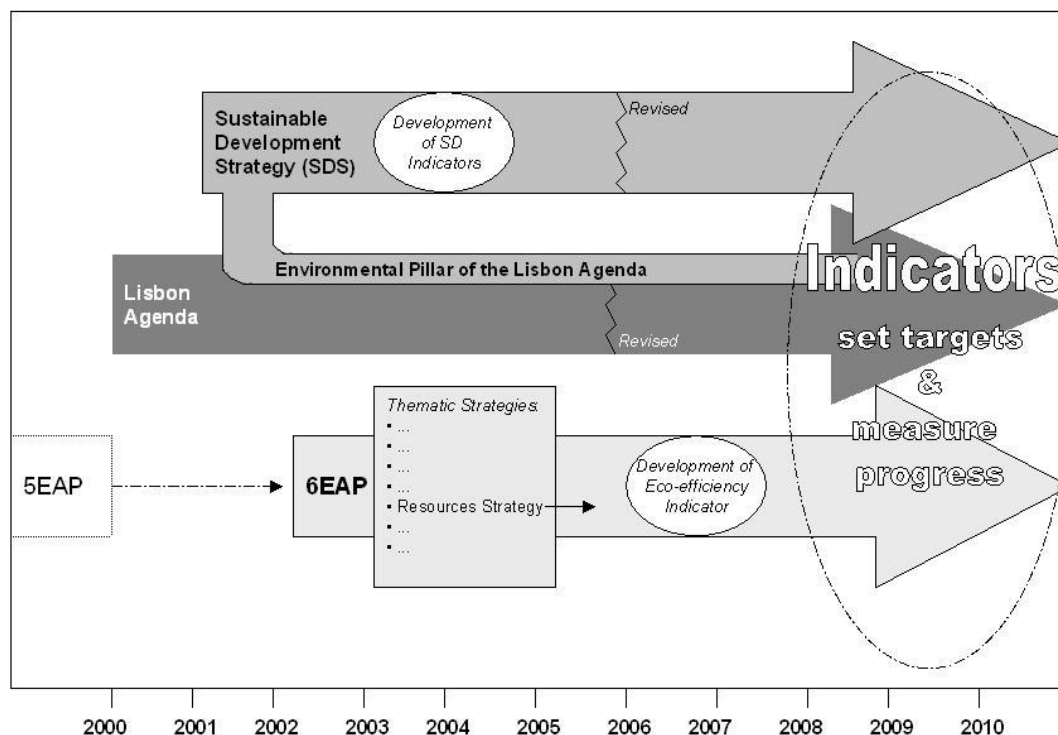 Sustainable
Development
Strategy (SDS)
Development
of SD
Indicators
Revised
Environmental Pillar of the Lisbon Agenda
Lisbon
Agenda
Revised
Indicators
set targets
&
measure
progress
5EAP
6EAP
Thematic Strategies:
▪ ...
▪ ...
▪ ...
▪ ...
▪ Resources Strategy
▪ ...
▪ ...
Development of
Eco-efficiency
Indicator
2000 2001 2002 2003 2004 2005 2006 2007 2008 2009 2010